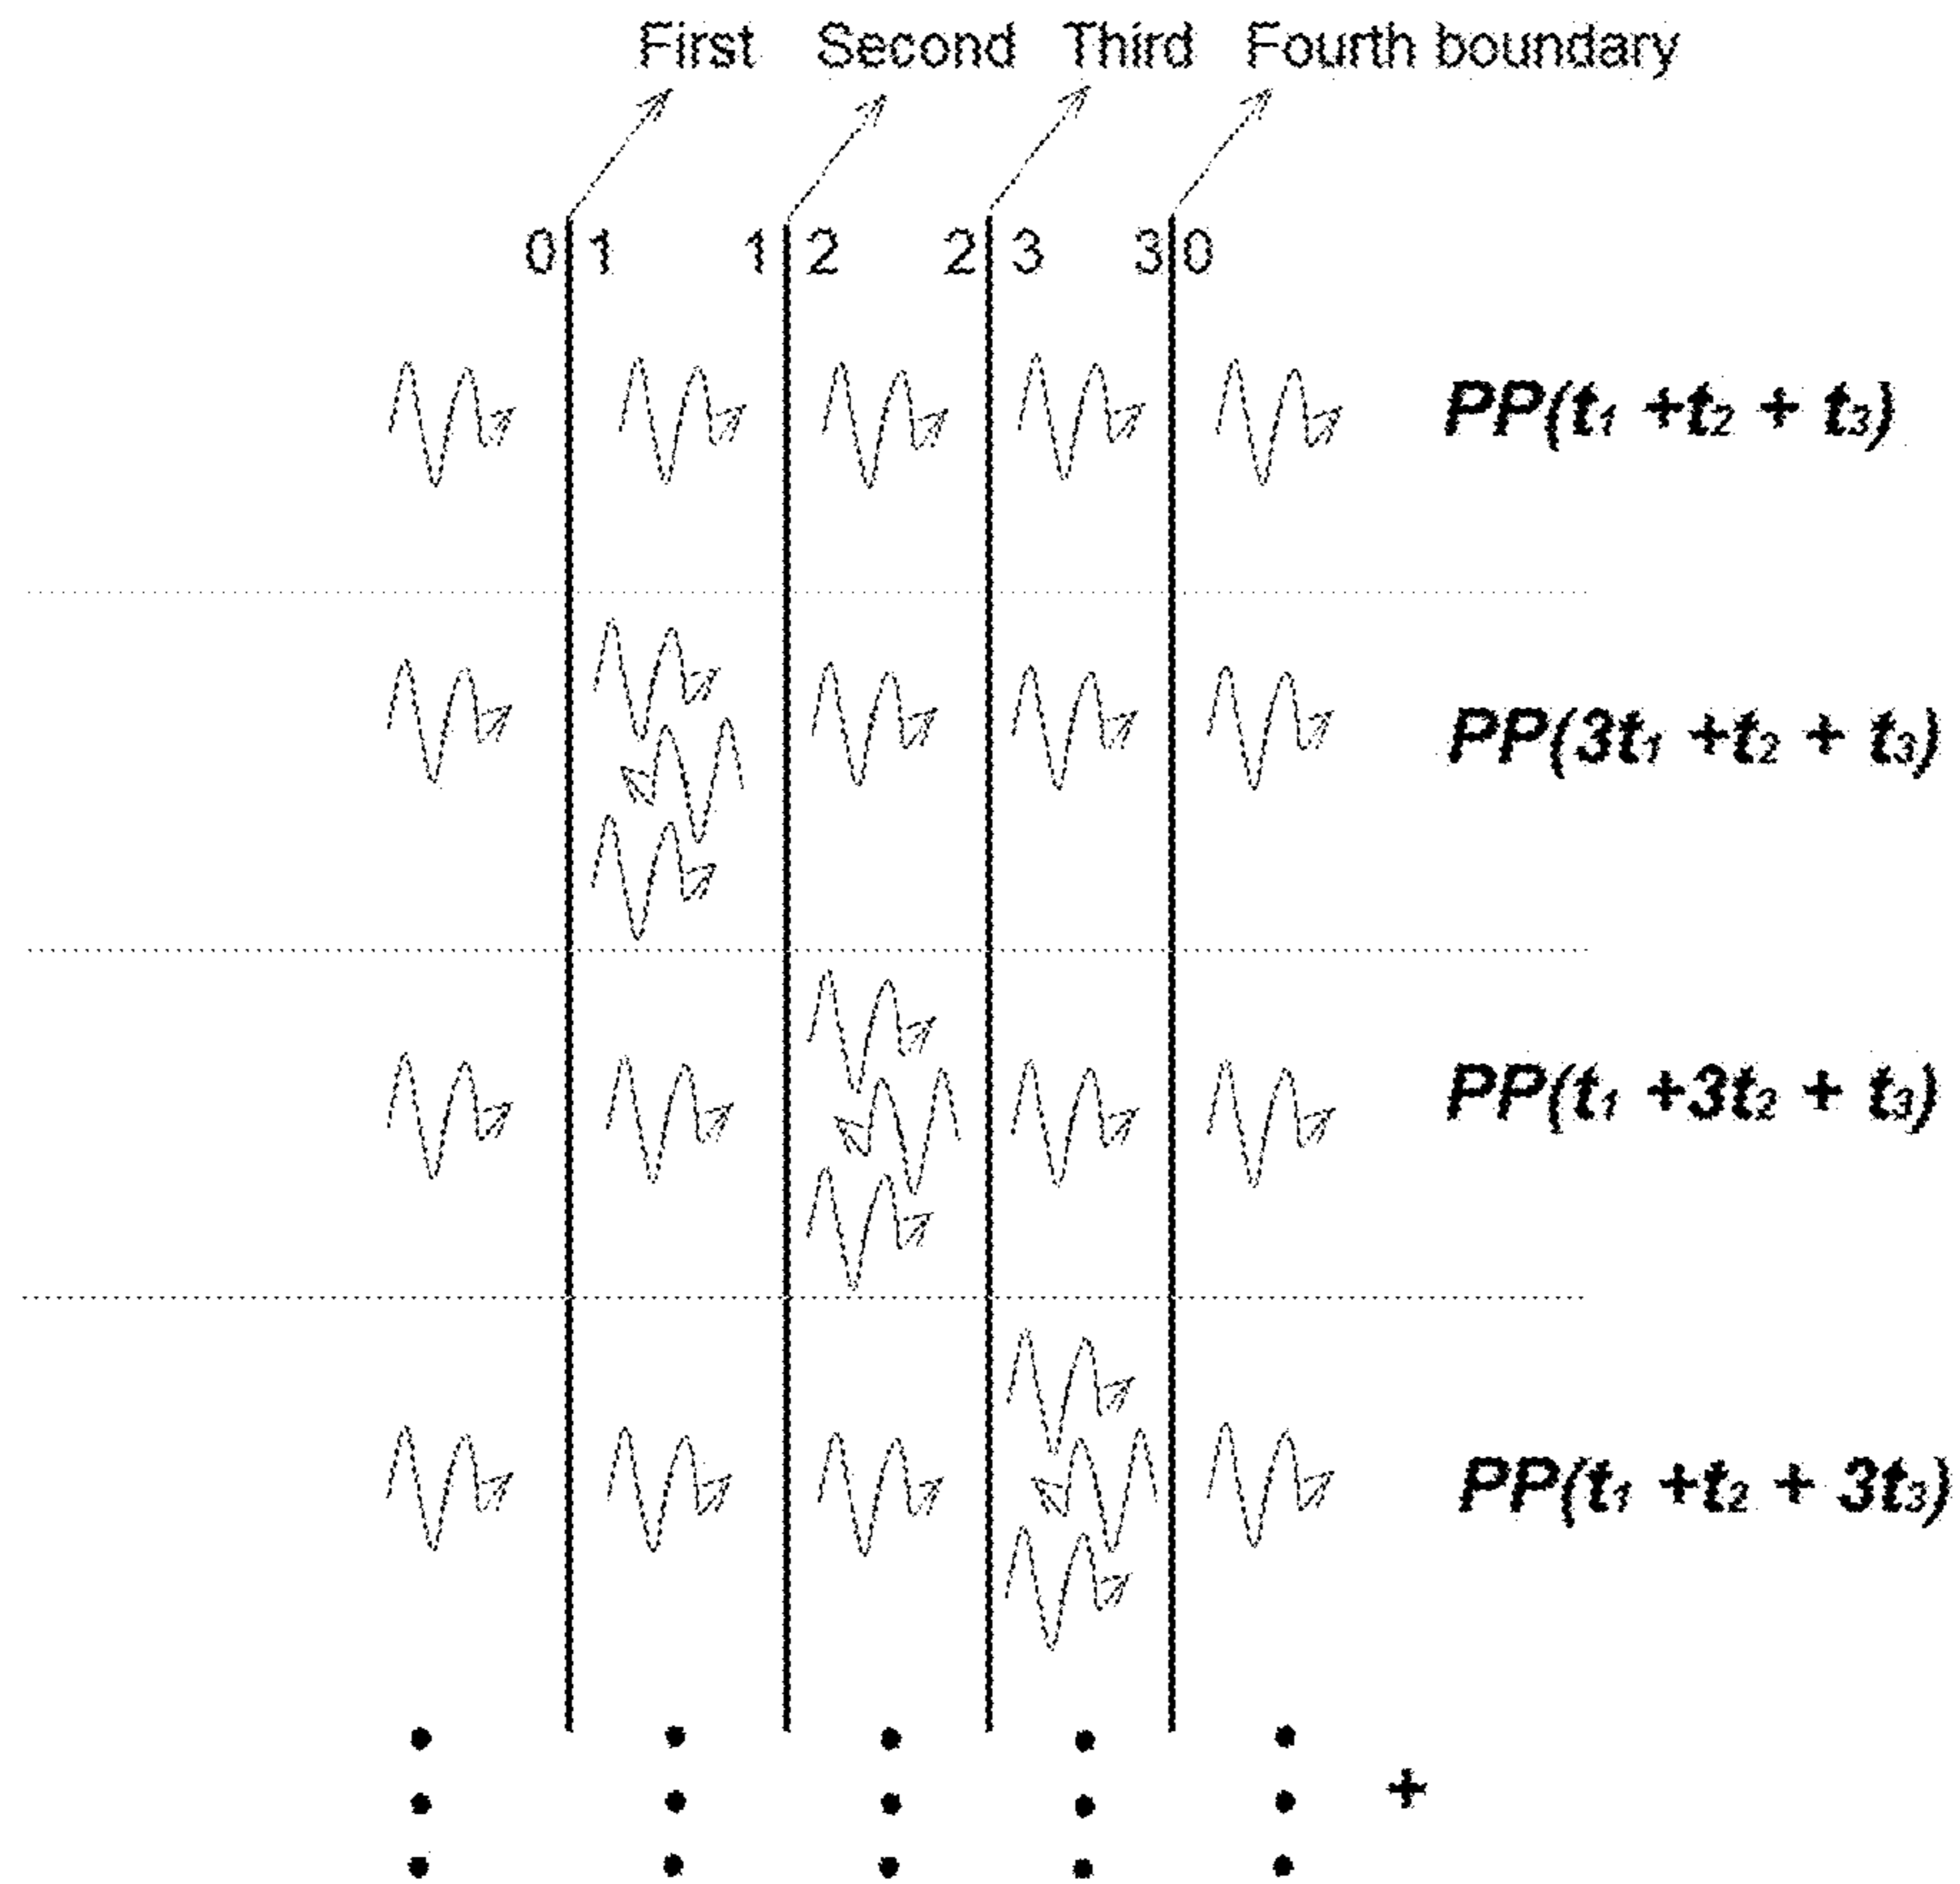 First Second Third Fourth boundary
0 1 1 2 2 3 3 0
PP(t₁ +t₂ + t₃)
PP(3t₁ +t₂ + t₃)
PP(t₁ +3t₂ + t₃)
PP(t₁ +t₂ + 3t₃)
+